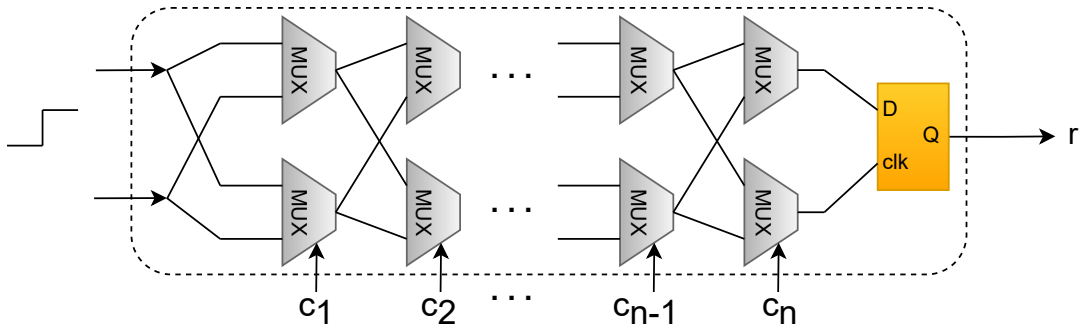 MUX MUX ... MUX MUX
D
Q r
clk
MUX MUX ... MUX MUX
c1 c2 ... cn-1 cn